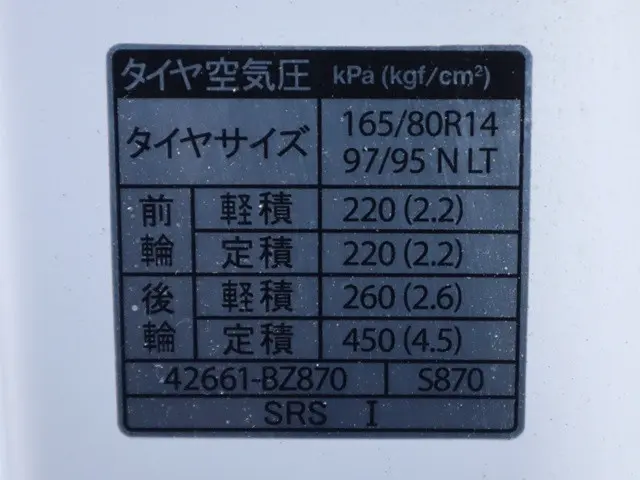 タイヤ空気圧 kPa (kgf/cm²)
タイヤサイズ 165/80R14 97/95 N LT
前輪 軽積 220 (2.2)
定積 220 (2.2)
後輪 軽積 260 (2.6)
定積 450 (4.5)
42661-BZ870 S870
SRS I